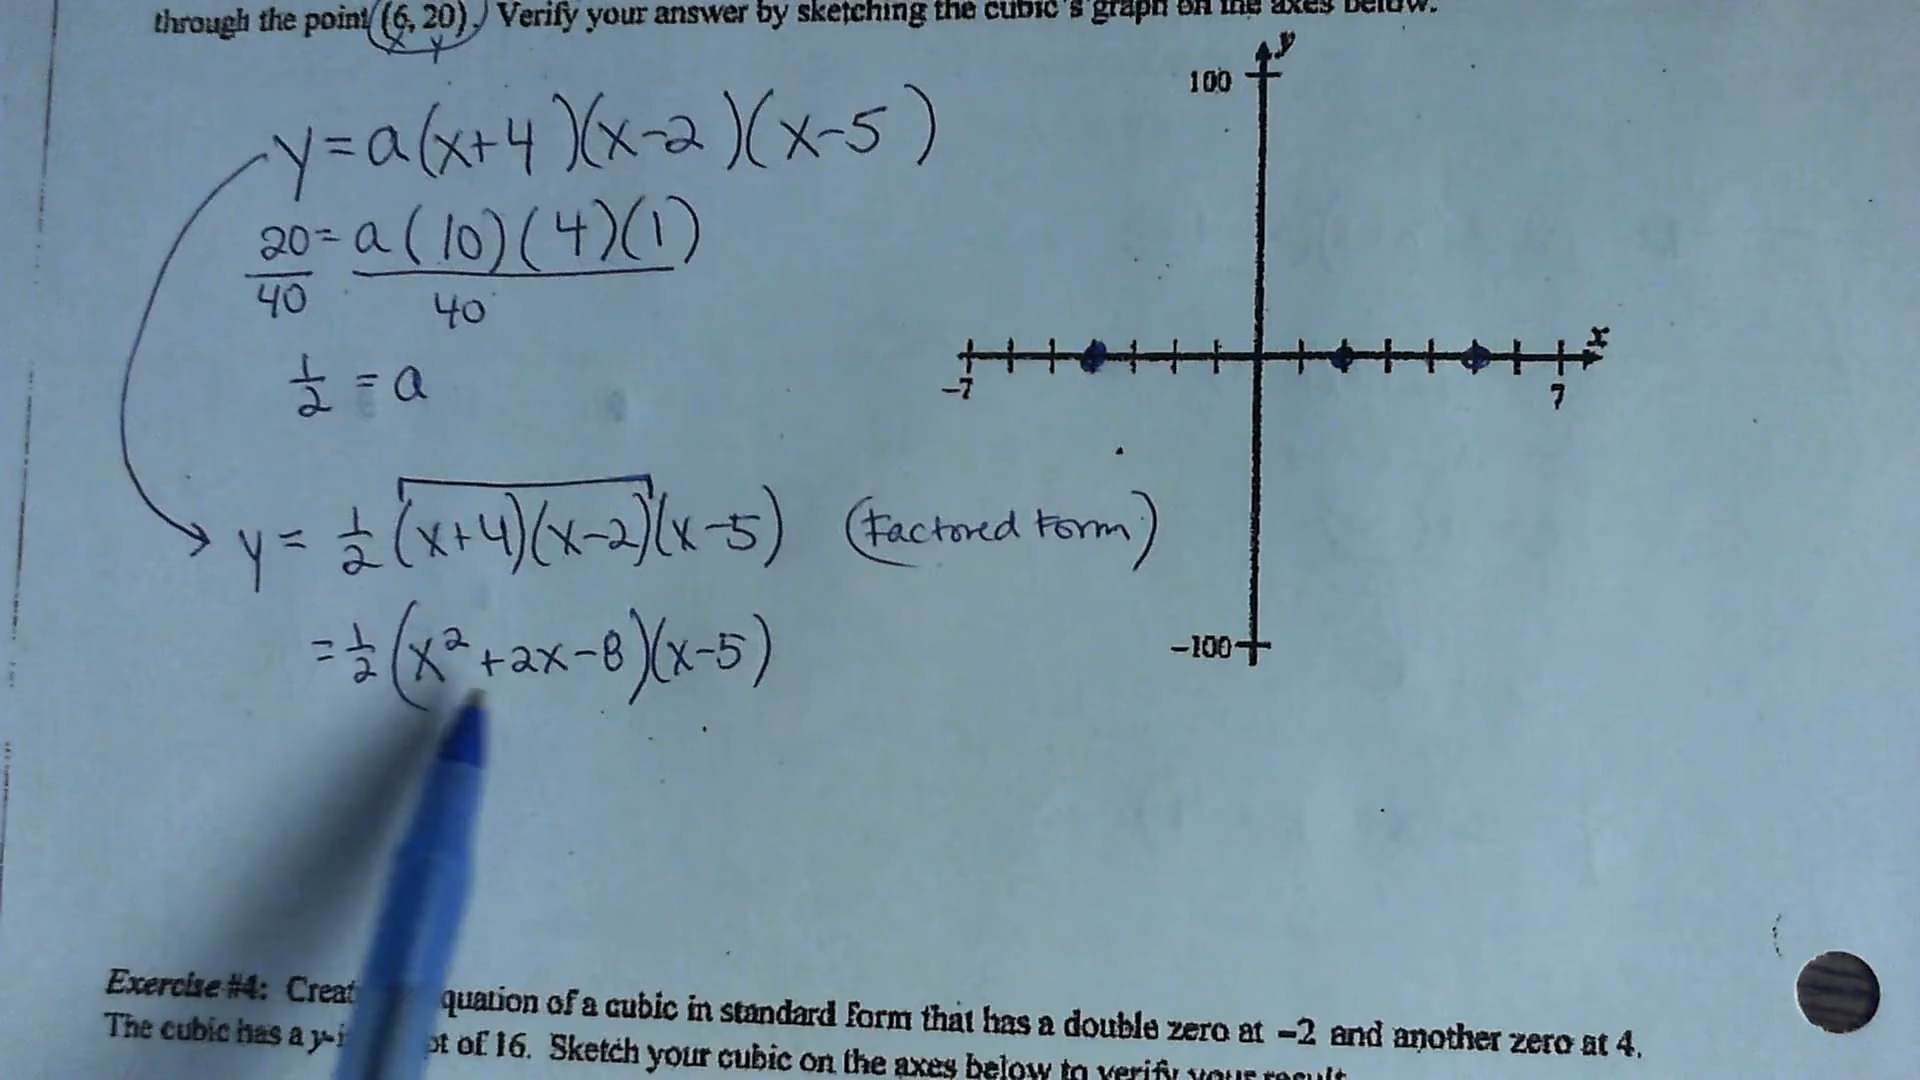 through the point (6, 20). Verify your answer by sketching the cubic's graph on the axes below.
x y
y = a(x+4)(x-2)(x-5)
20 = a(10)(4)(1)
40 40
1/2 = a
y = 1/2 (x+4)(x-2)(x-5) (Factored Form)
= 1/2 (x² + 2x - 8)(x-5)
y
100
x
-7
7
-100
Exercise #4: Creat quation of a cubic in standard form that has a double zero at -2 and another zero at 4.
The cubic has a y-i pt of 16. Sketch your cubic on the axes below to verify your result.